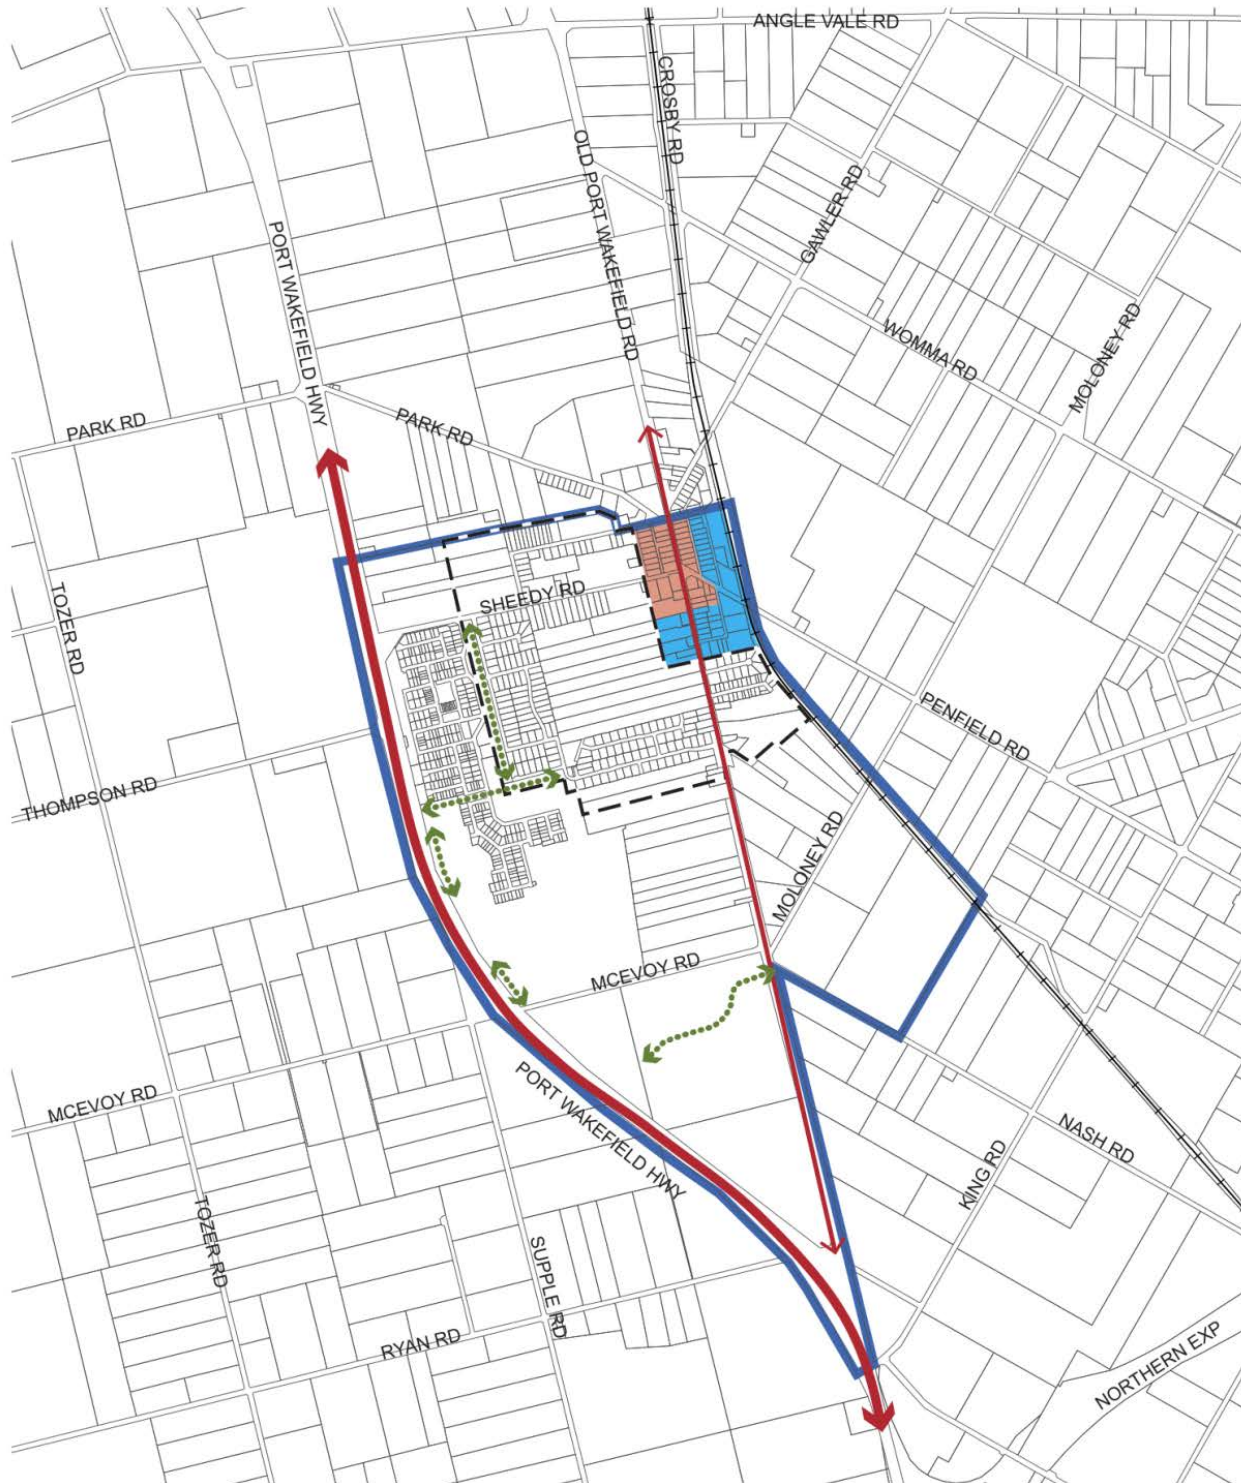 ANGLE VALE RD
CROSBY RD
OLD PORT WAKEFIELD RD
GAWLER RD
PORT WAKEFIELD HWY
WOMMA RD
MOLONEY RD
PARK RD
PARK RD
SHEEDY RD
TOZER RD
PENFIELD RD
THOMPSON RD
MOLONEY RD
MCEVOY RD
MCEVOY RD
PORT WAKEFIELD HWY
NASH RD
KING RD
TOZER RD
SUPPLE RD
RYAN RD
NORTHERN EXP